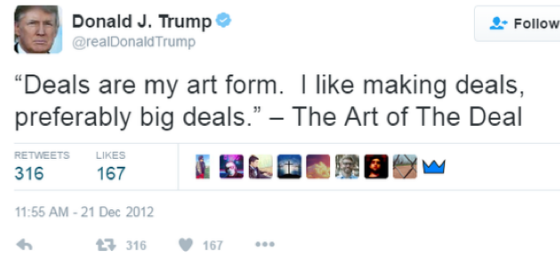 Donald J. Trump
@realDonaldTrump
Follow
“Deals are my art form.  I like making deals,
preferably big deals.” – The Art of The Deal
RETWEETS LIKES
316 167
11:55 AM - 21 Dec 2012
316 167